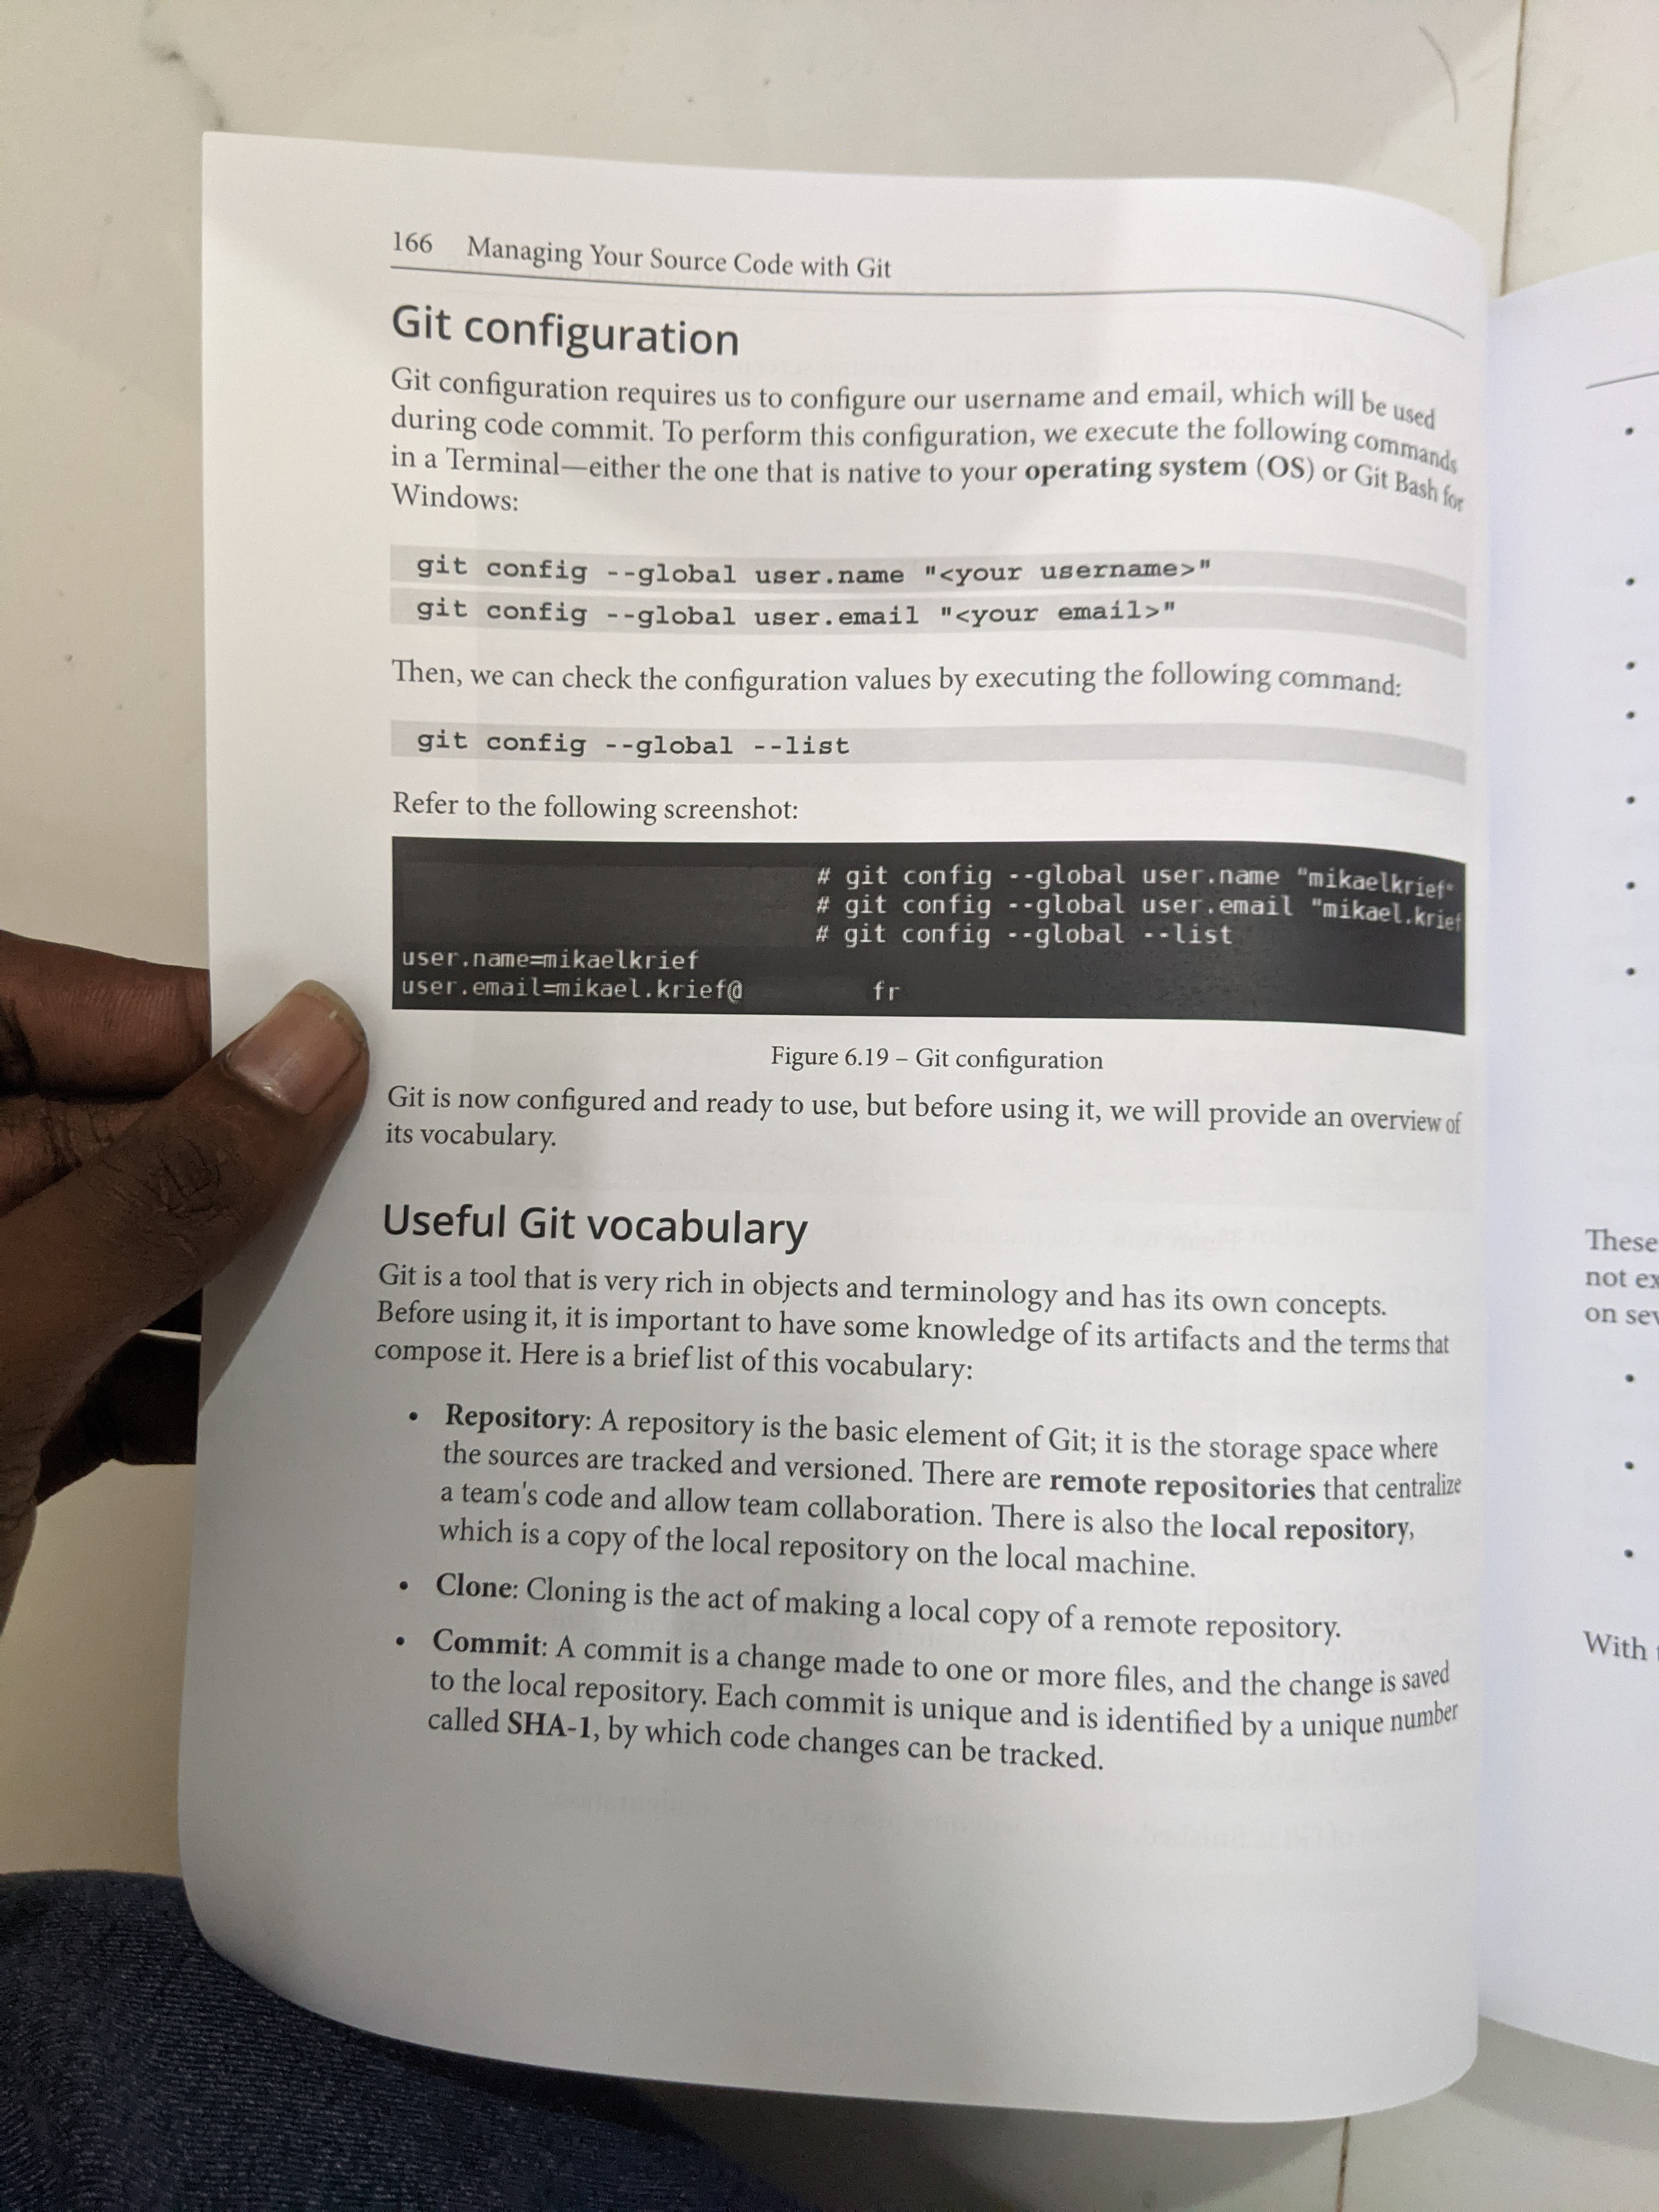 166 Managing Your Source Code with Git
Git configuration
Git configuration requires us to configure our username and email, which will be used
during code commit. To perform this configuration, we execute the following commands
in a Terminal—either the one that is native to your operating system (OS) or Git Bash for
Windows:
git config --global user.name "<your username>"
git config --global user.email "<your email>"
Then, we can check the configuration values by executing the following command:
git config --global --list
Refer to the following screenshot:
# git config --global user.name "mikaelkrief"
# git config --global user.email "mikael.krief
# git config --global --list
user.name=mikaelkrief
user.email=mikael.krief@ fr
Figure 6.19 – Git configuration
Git is now configured and ready to use, but before using it, we will provide an overview of
its vocabulary.
Useful Git vocabulary
Git is a tool that is very rich in objects and terminology and has its own concepts.
Before using it, it is important to have some knowledge of its artifacts and the terms that
compose it. Here is a brief list of this vocabulary:
• Repository: A repository is the basic element of Git; it is the storage space where
the sources are tracked and versioned. There are remote repositories that centralize
a team's code and allow team collaboration. There is also the local repository,
which is a copy of the local repository on the local machine.
• Clone: Cloning is the act of making a local copy of a remote repository.
• Commit: A commit is a change made to one or more files, and the change is saved
to the local repository. Each commit is unique and is identified by a unique number
called SHA-1, by which code changes can be tracked.
These
not
on
With